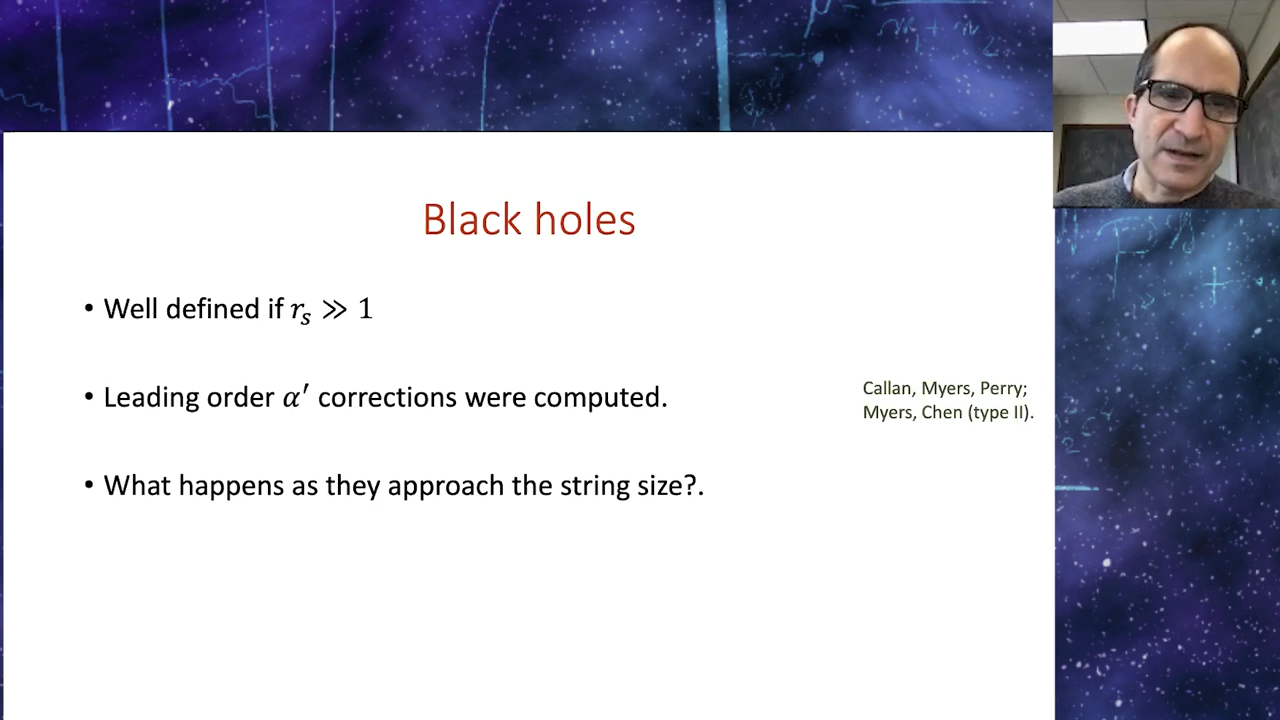 Black holes
• Well defined if 𝑟ₛ ≫ 1
• Leading order α′ corrections were computed.
Callan, Myers, Perry;
Myers, Chen (type II).
• What happens as they approach the string size?.